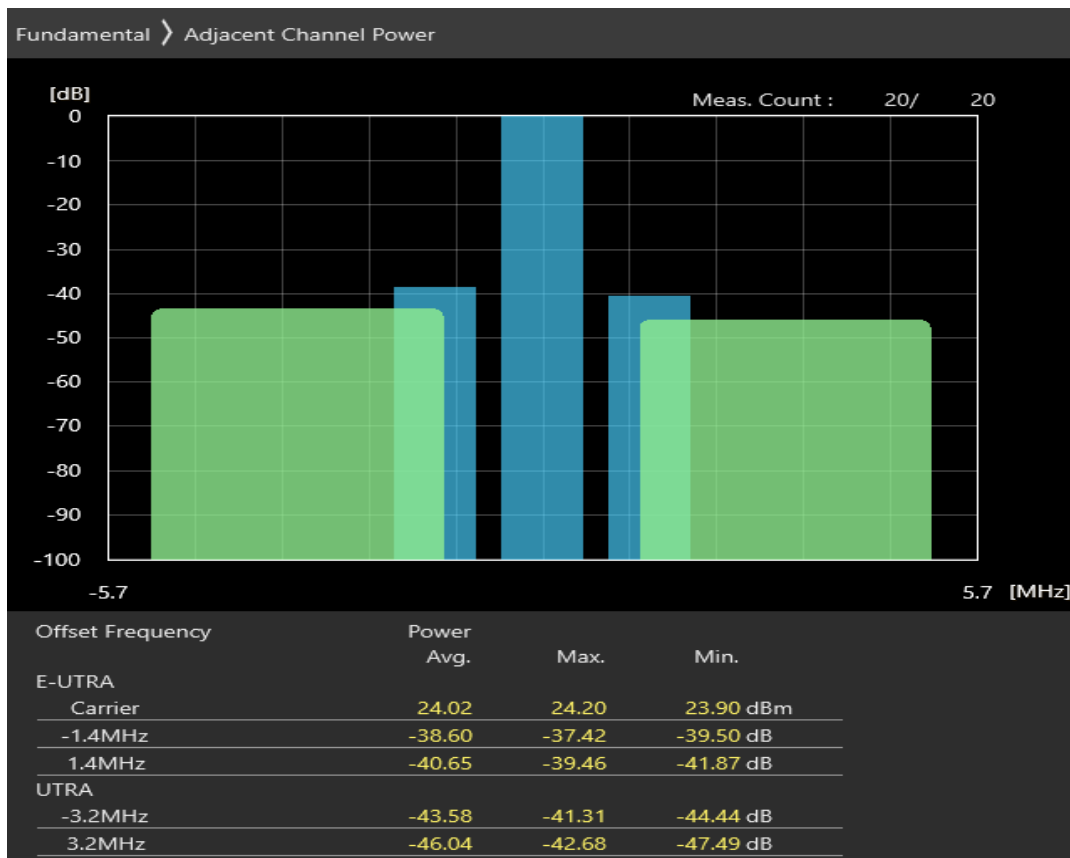 Fundamental 》 Adjacent Channel Power
[dB]
Meas. Count : 20/ 20
0
-10
-20
-30
-40
-50
-60
-70
-80
-90
-100
-5.7 5.7 [MHz]
Offset Frequency Power
Avg. Max. Min.
E-UTRA
Carrier 24.02 24.20 23.90 dBm
-1.4MHz -38.60 -37.42 -39.50 dB
1.4MHz -40.65 -39.46 -41.87 dB
UTRA
-3.2MHz -43.58 -41.31 -44.44 dB
3.2MHz -46.04 -42.68 -47.49 dB